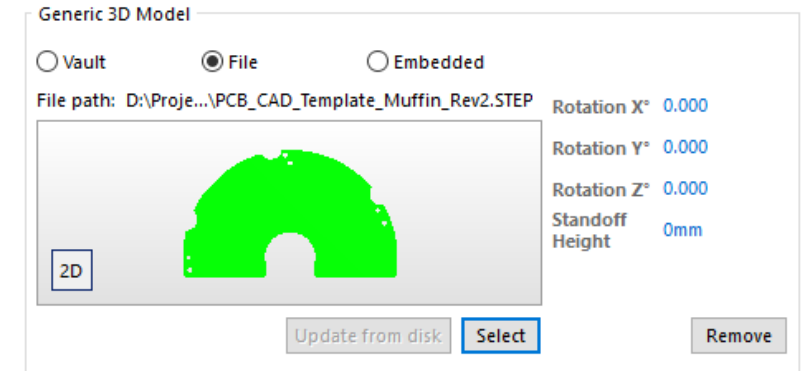 Generic 3D Model
Vault File Embedded
File path: D:\Proje...\PCB_CAD_Template_Muffin_Rev2.STEP
Rotation X° 0.000
Rotation Y° 0.000
Rotation Z° 0.000
Standoff Height 0mm
2D
Update from disk Select Remove